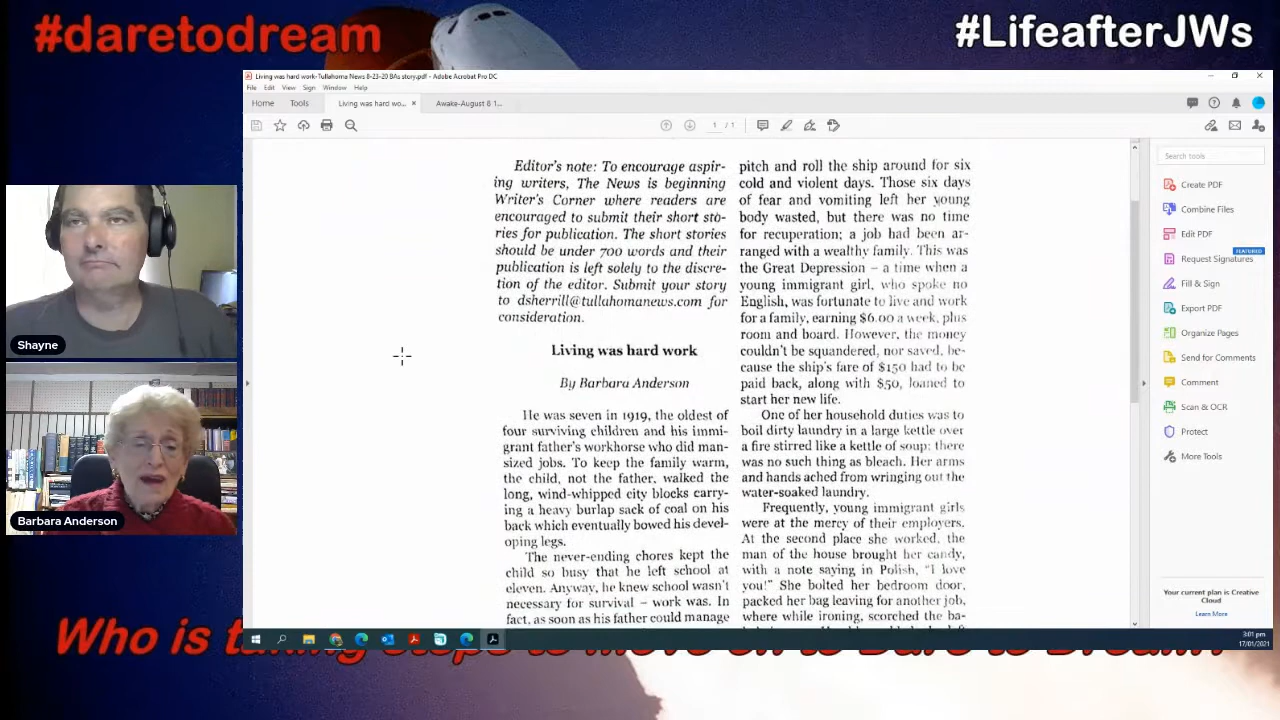 #daretodream
#LifeafterJWs
Living was hard work-Tullahoma News 8-23-20 BAs story.pdf - Adobe Acrobat Pro DC
File Edit View Sign Window Help
Home Tools Living was hard wo... × Awake-August 8 1...
1 / 1
Editor's note: To encourage aspir-
ing writers, The News is beginning
Writer's Corner where readers are
encouraged to submit their short sto-
ries for publication. The short stories
should be under 700 words and their
publication is left solely to the discre-
tion of the editor. Submit your story
to dsherrill@tullahomanews.com for
consideration.
Living was hard work
By Barbara Anderson
He was seven in 1919, the oldest of
four surviving children and his immi-
grant father's workhorse who did man-
sized jobs. To keep the family warm,
the child, not the father, walked the
long, wind-whipped city blocks carry-
ing a heavy burlap sack of coal on his
back which eventually bowed his devel-
oping legs.
The never-ending chores kept the
child so busy that he left school at
eleven. Anyway, he knew school wasn't
necessary for survival – work was. In
fact, as soon as his father could manage
pitch and roll the ship around for six
cold and violent days. Those six days
of fear and vomiting left her young
body wasted, but there was no time
for recuperation; a job had been ar-
ranged with a wealthy family. This was
the Great Depression – a time when a
young immigrant girl, who spoke no
English, was fortunate to live and work
for a family, earning $6.00 a week, plus
room and board. However, the money
couldn't be squandered, nor saved, be-
cause the ship's fare of $150 had to be
paid back, along with $50, loaned to
start her new life.
One of her household duties was to
boil dirty laundry in a large kettle over
a fire stirred like a kettle of soup; there
was no such thing as bleach. Her arms
and hands ached from wringing out the
water-soaked laundry.
Frequently, young immigrant girls
were at the mercy of their employers.
At the second place she worked, the
man of the house brought her candy,
with a note saying in Polish, "I love
you!" She bolted her bedroom door,
packed her bag leaving for another job,
where while ironing, scorched the ba-
Search tools
Create PDF
Combine Files
Edit PDF
FEATURED
Request Signatures
Fill & Sign
Export PDF
Organize Pages
Send for Comments
Comment
Scan & OCR
Protect
More Tools
Your current plan is Creative
Cloud
Learn More
3:01 pm
17/01/2021
Shayne
Barbara Anderson
Who is